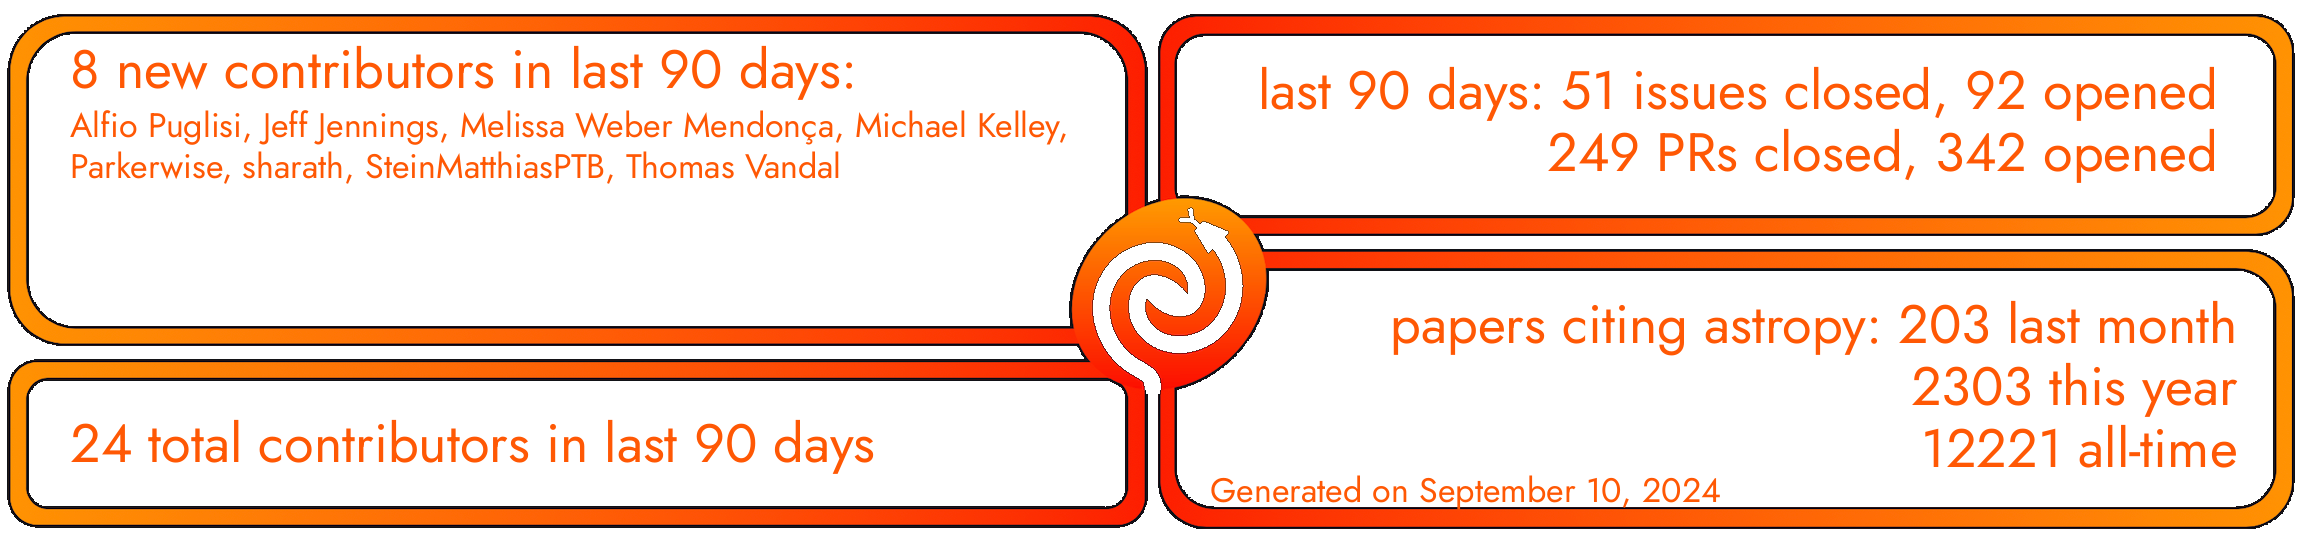 8 new contributors in last 90 days:
Alfio Puglisi, Jeff Jennings, Melissa Weber Mendonça, Michael Kelley,
Parkerwise, sharath, SteinMatthiasPTB, Thomas Vandal
24 total contributors in last 90 days
last 90 days: 51 issues closed, 92 opened
249 PRs closed, 342 opened
papers citing astropy: 203 last month
2303 this year
12221 all-time
Generated on September 10, 2024